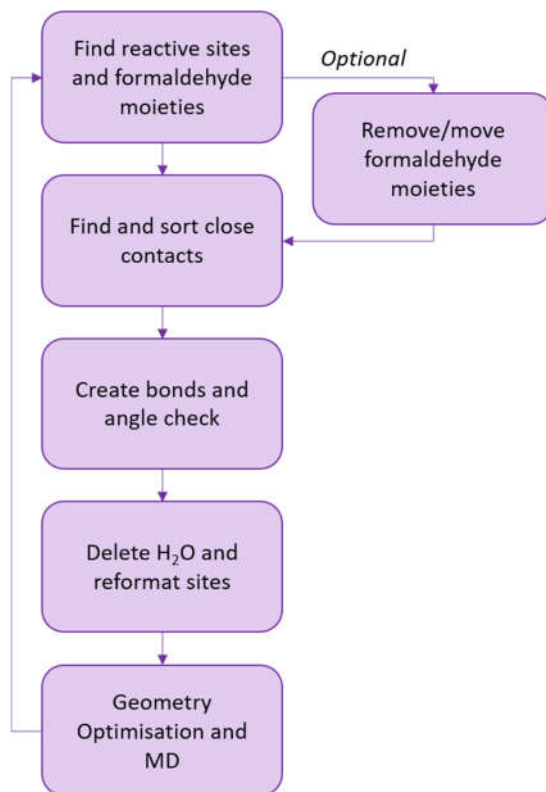 Find reactive sites
and formaldehyde
moieties
Optional
Remove/move
formaldehyde
moieties
Find and sort close
contacts
Create bonds and
angle check
Delete H₂O and
reformat sites
Geometry
Optimisation and
MD